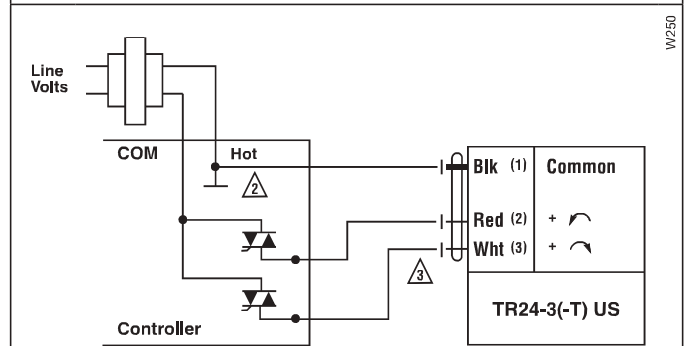 W250
Line
Volts
COM
Hot
2
Blk (1) Common
Red (2) +
Wht (3) +
3
TR24-3(-T) US
Controller